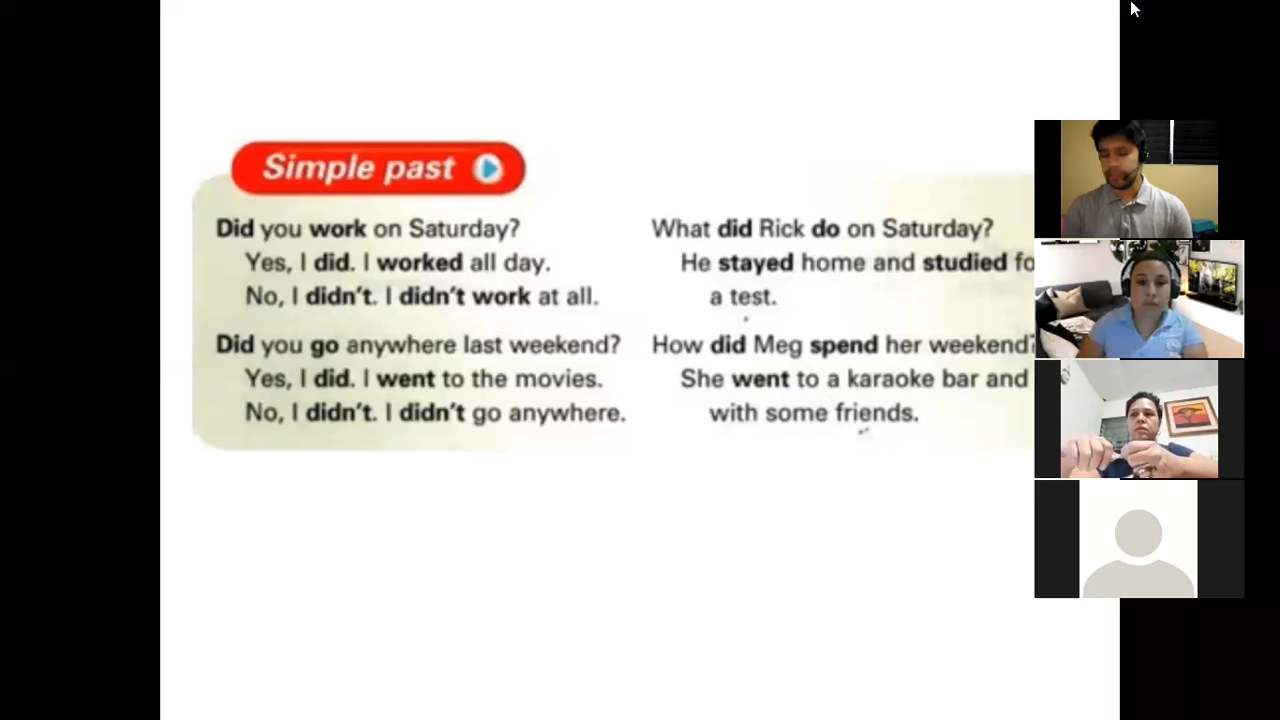 Simple past
Did you work on Saturday?
Yes, I did. I worked all day.
No, I didn't. I didn't work at all.
Did you go anywhere last weekend?
Yes, I did. I went to the movies.
No, I didn't. I didn't go anywhere.
What did Rick do on Saturday?
He stayed home and studied fo
a test.
How did Meg spend her weekend?
She went to a karaoke bar and
with some friends.